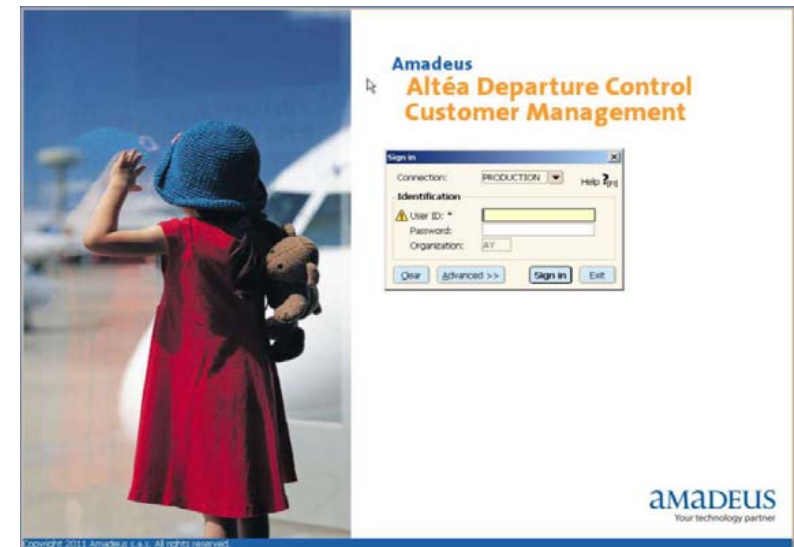 Amadeus
Altéa Departure Control
Customer Management
Sign in
Connection: PRODUCTION Help ?[F1]
Identification
User ID: *
Password:
Organization: AY
Clear Advanced >> Sign in Exit
amadeus
Your technology partner
Copyright 2011 Amadeus s.a.s. All rights reserved.